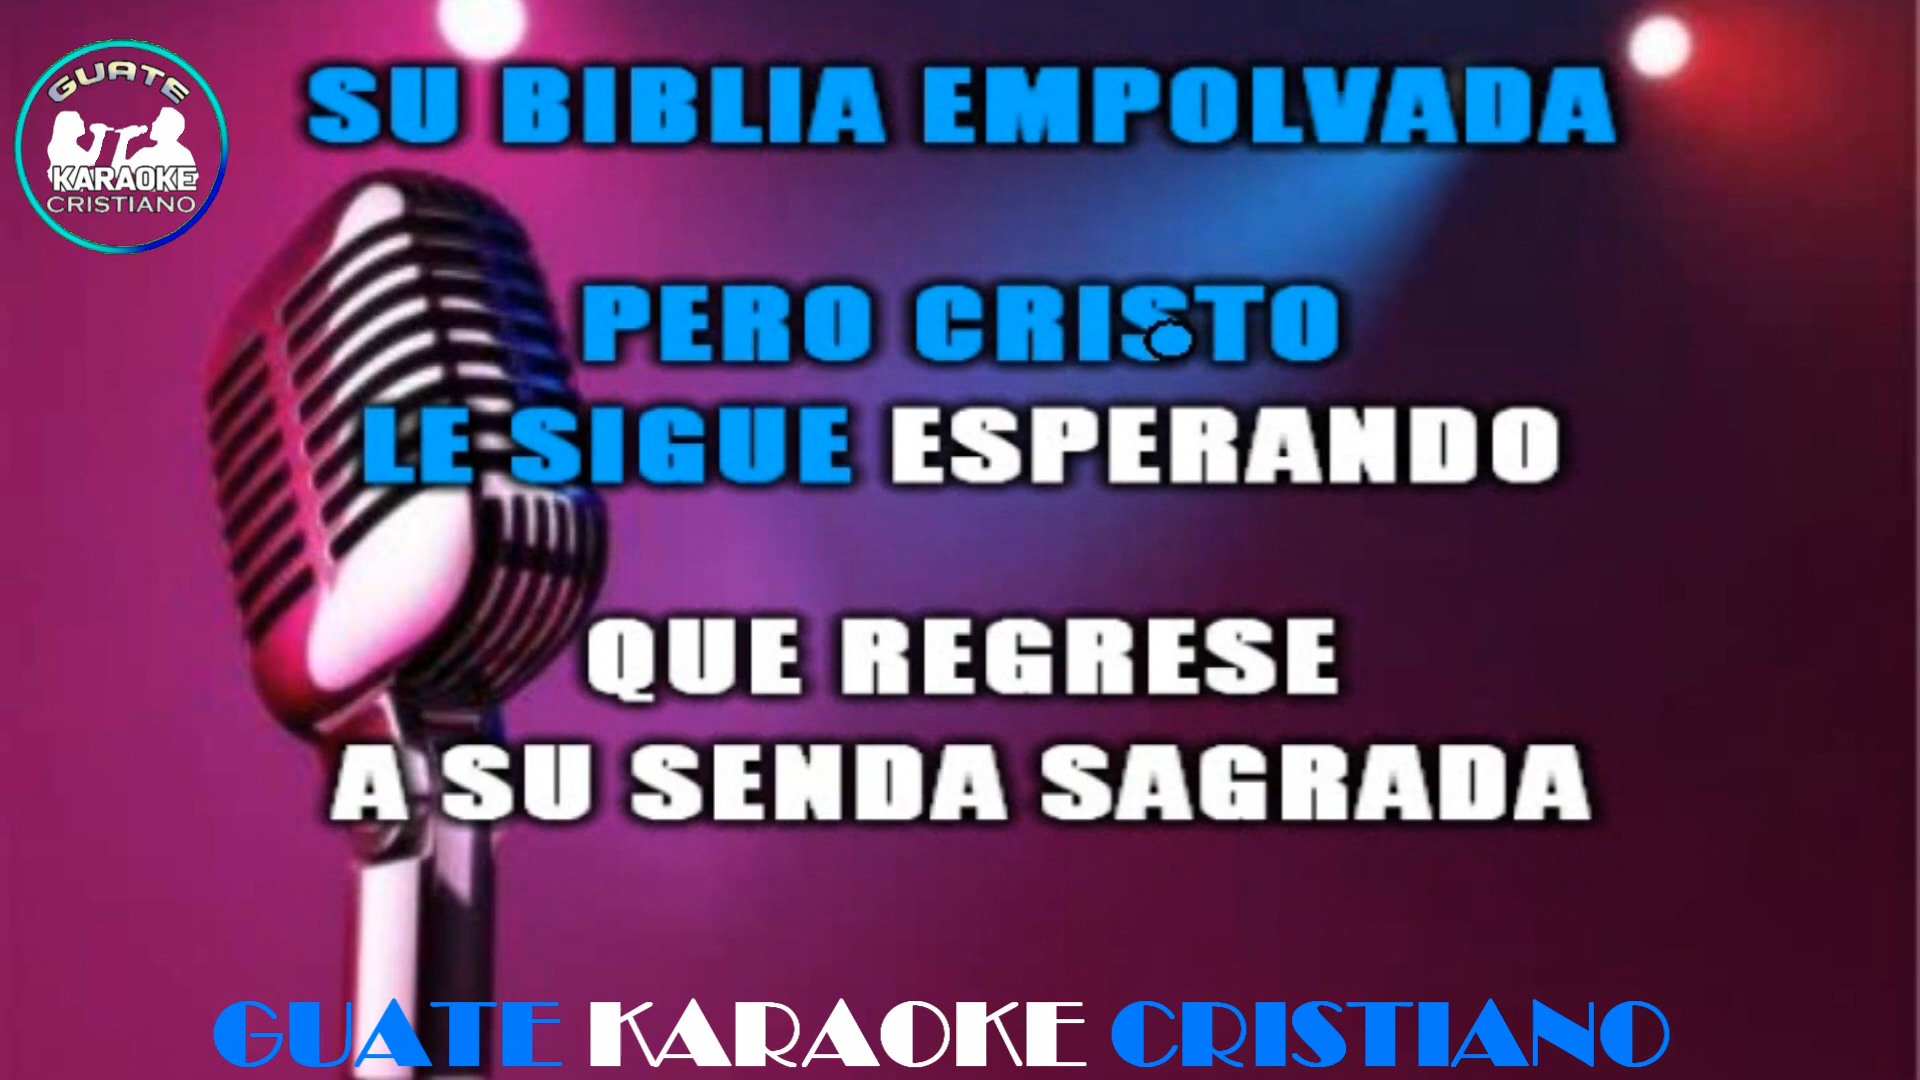 GUATE
KARAOKE
CRISTIANO
SU BIBLIA EMPOLVADA
PERO CRISTO
LE SIGUE ESPERANDO
QUE REGRESE
A SU SENDA SAGRADA
GUATE KARAOKE CRISTIANO